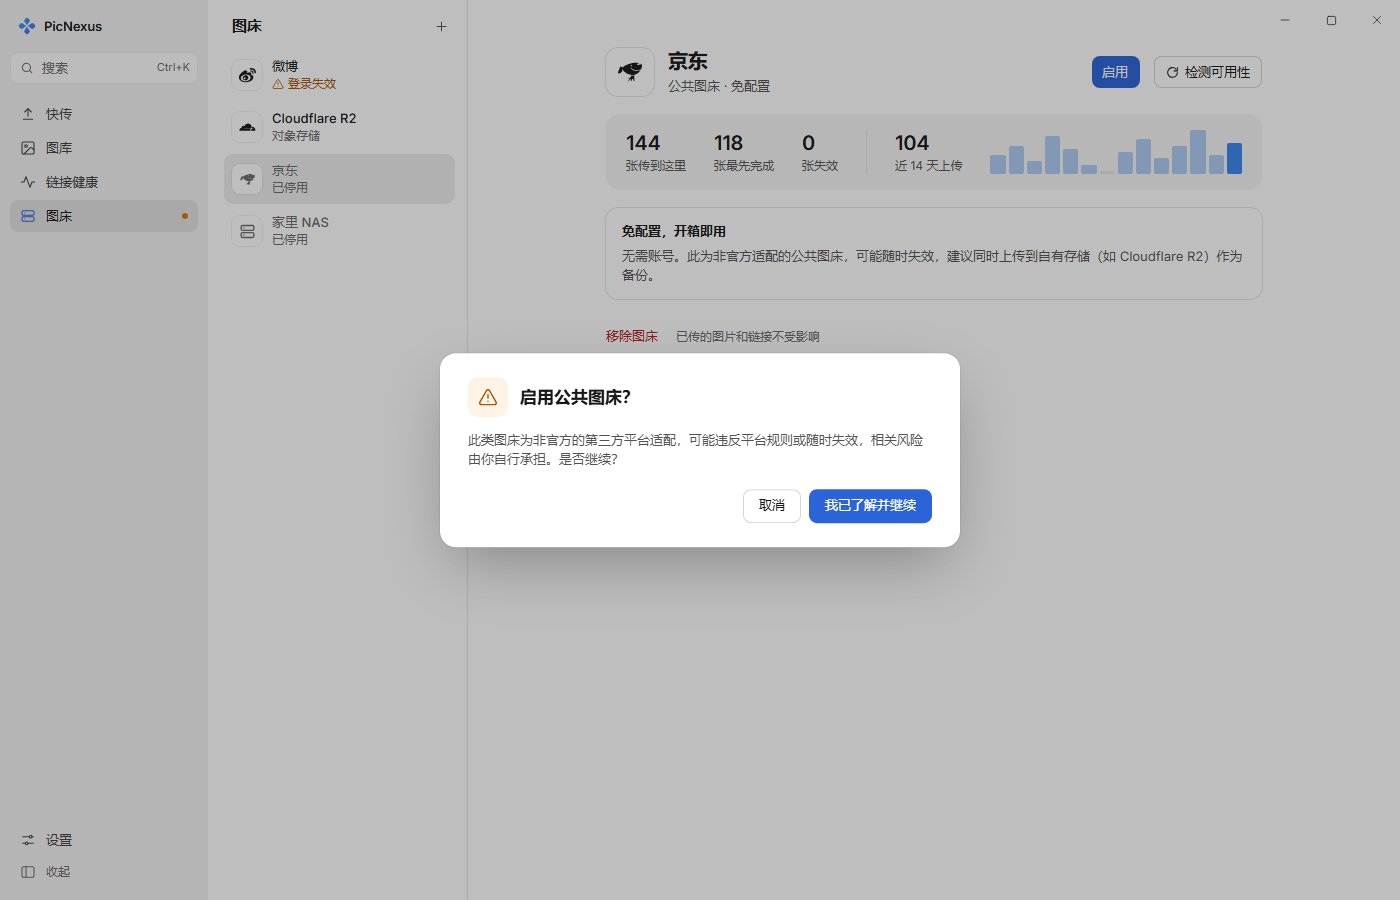 PicNexus
搜索
Ctrl+K
快传
图库
链接健康
图床
设置
收起
图床
微博
登录失效
Cloudflare R2
对象存储
京东
已停用
家里 NAS
已停用
京东
公共图床 · 免配置
启用
检测可用性
144
张传到这里
118
张最先完成
0
张失效
104
近 14 天上传
免配置，开箱即用
无需账号。此为非官方适配的公共图床，可能随时失效，建议同时上传到自有存储（如 Cloudflare R2）作为
备份。
移除图床
已传的图片和链接不受影响
启用公共图床？
此类图床为非官方的第三方平台适配，可能违反平台规则或随时失效，相关风险
由你自行承担。是否继续？
取消
我已了解并继续